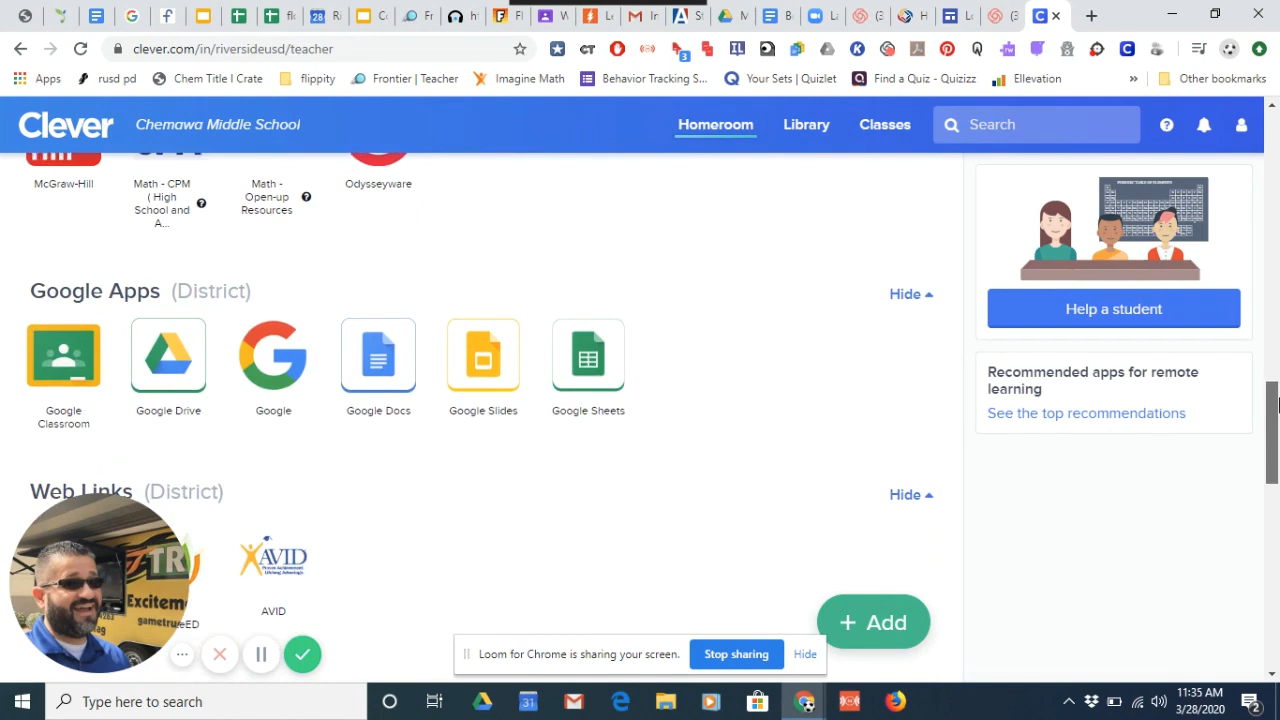 clever.com/in/riversideusd/teacher
Apps
rusd pd
Chem Title I Crate
flippity
Frontier | Teacher
Imagine Math
Behavior Tracking S...
Your Sets | Quizlet
Find a Quiz - Quizizz
Ellevation
»
Other bookmarks
Clever
Chemawa Middle School
Homeroom
Library
Classes
Search
McGraw-Hill
Math - CPM
( High
School and
A...
Math -
Open-up
Resources
Odysseyware
Google Apps (District)
Hide
Google
Classroom
Google Drive
Google
Google Docs
Google Slides
Google Sheets
Help a student
Recommended apps for remote
learning
See the top recommendations
Web Links (District)
Hide
AVID
AVID
+ Add
Loom for Chrome is sharing your screen.
Stop sharing
Hide
Type here to search
11:35 AM
3/28/2020